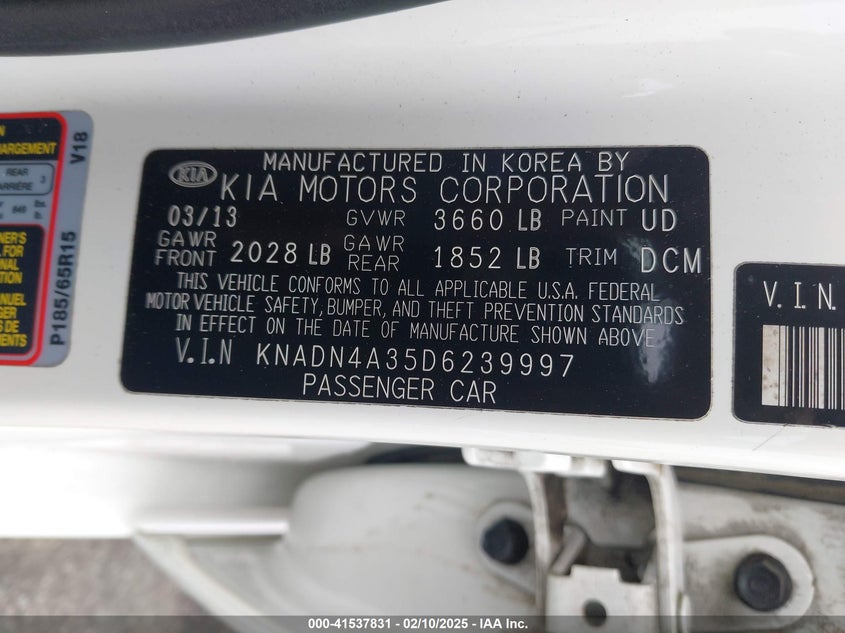 N
HARGEMENT
REAR
ARRIÈRE 3
V18
P185/65R15
KIA
MANUFACTURED IN KOREA BY
KIA MOTORS CORPORATION
03/13 GVWR 3660 LB PAINT UD
GAWR FRONT 2028 LB GAWR REAR 1852 LB TRIM DCM
THIS VEHICLE CONFORMS TO ALL APPLICABLE U.S.A. FEDERAL
MOTOR VEHICLE SAFETY, BUMPER, AND THEFT PREVENTION STANDARDS
IN EFFECT ON THE DATE OF MANUFACTURE SHOWN ABOVE.
V.I.N KNADN4A35D6239997
PASSENGER CAR
V.I.N.
000-41537831 - 02/10/2025 - IAA Inc.